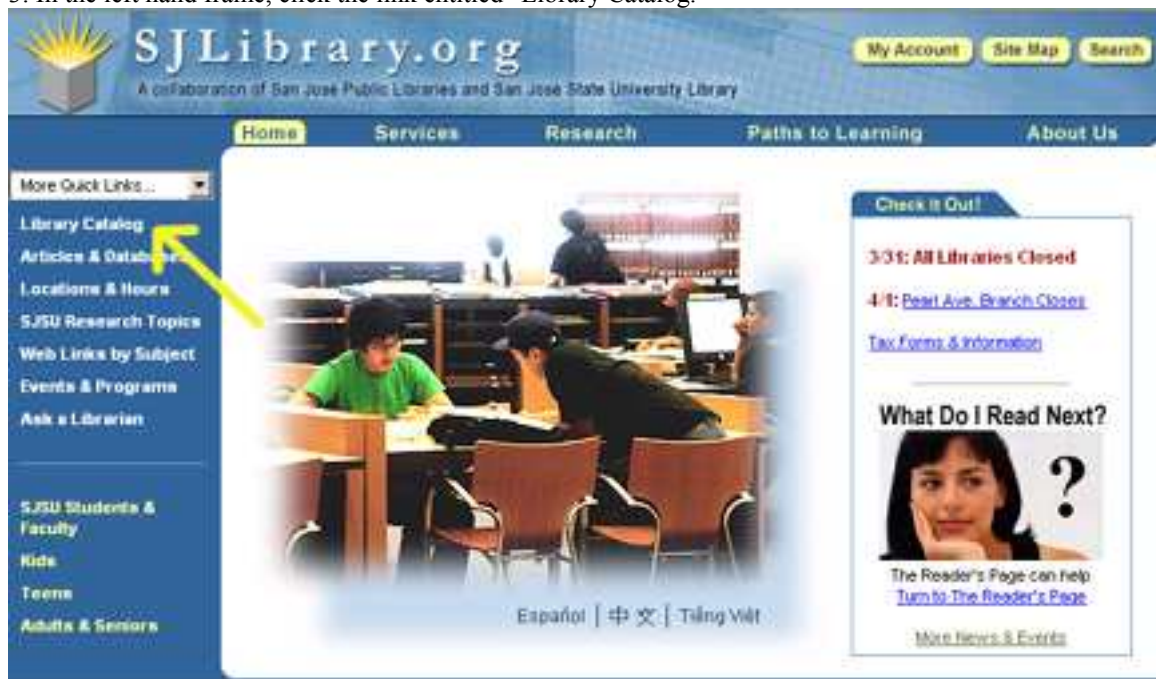 3. In the left hand frame, click the link entitled "Library Catalog."
SJLibrary.org
A collaboration of San Jose Public Libraries and San Jose State University Library
My Account
Site Map
Search
Home
Services
Research
Paths to Learning
About Us
More Quick Links...
Library Catalog
Articles & Databases
Locations & Hours
SJSU Research Topics
Web Links by Subject
Events & Programs
Ask a Librarian
SJSU Students &
Faculty
Kids
Teens
Adults & Seniors
Español | 中文 | Tiếng Việt
Check It Out!
3/31: All Libraries Closed
4/1: Pearl Ave. Branch Closes
Tax Forms & Information
What Do I Read Next?
?
The Reader's Page can help
Turn to The Reader's Page
More News & Events